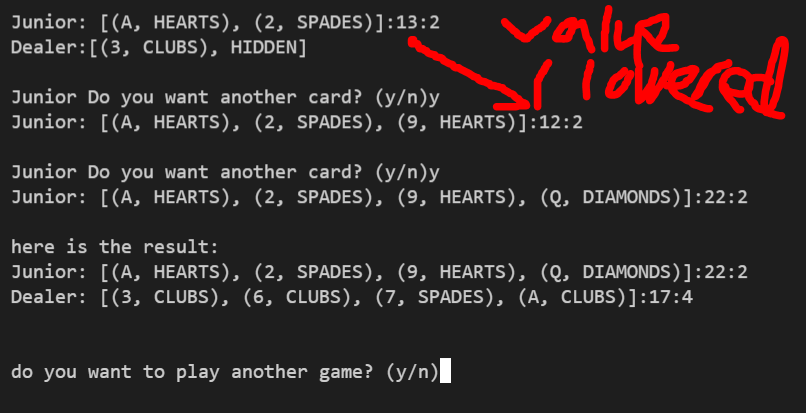 Junior: [(A, HEARTS), (2, SPADES)]:13:2
Dealer:[(3, CLUBS), HIDDEN]
value
lowered
Junior Do you want another card? (y/n)y
Junior: [(A, HEARTS), (2, SPADES), (9, HEARTS)]:12:2
Junior Do you want another card? (y/n)y
Junior: [(A, HEARTS), (2, SPADES), (9, HEARTS), (Q, DIAMONDS)]:22:2
here is the result:
Junior: [(A, HEARTS), (2, SPADES), (9, HEARTS), (Q, DIAMONDS)]:22:2
Dealer: [(3, CLUBS), (6, CLUBS), (7, SPADES), (A, CLUBS)]:17:4
do you want to play another game? (y/n)